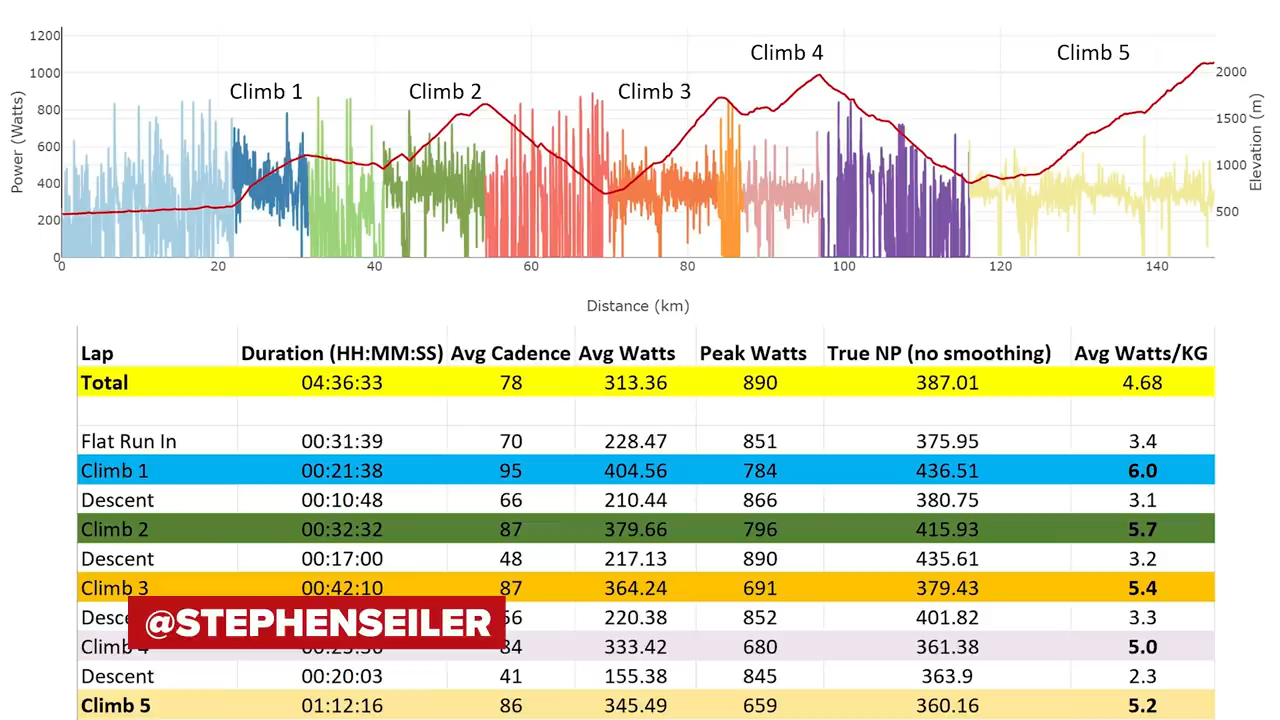 1200
1000
800
600
400
200
0
Power (Watts)
Climb 1
Climb 2
Climb 3
Climb 4
Climb 5
2000
1500
1000
500
Elevation (m)
0 20 40 60 80 100 120 140
Distance (km)
Lap Duration (HH:MM:SS) Avg Cadence Avg Watts Peak Watts True NP (no smoothing) Avg Watts/KG
Total 04:36:33 78 313.36 890 387.01 4.68
Flat Run In 00:31:39 70 228.47 851 375.95 3.4
Climb 1 00:21:38 95 404.56 784 436.51 6.0
Descent 00:10:48 66 210.44 866 380.75 3.1
Climb 2 00:32:32 87 379.66 796 415.93 5.7
Descent 00:17:00 48 217.13 890 435.61 3.2
Climb 3 00:42:10 87 364.24 691 379.43 5.4
220.38 852 401.82 3.3
@STEPHENSEILER
Climb 333.42 680 361.38 5.0
Descent 00:20:03 41 155.38 845 363.9 2.3
Climb 5 01:12:16 86 345.49 659 360.16 5.2